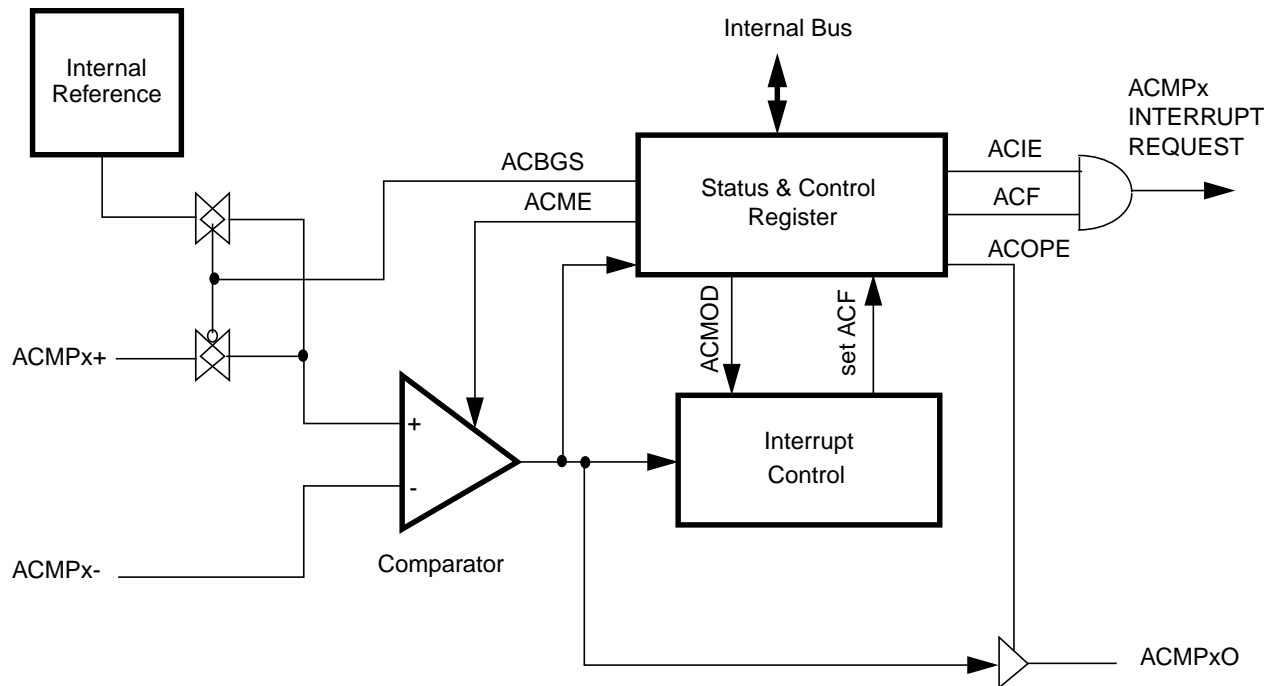 Internal Bus
Internal
Reference
ACMPx
INTERRUPT
REQUEST
ACBGS
ACME
Status & Control
Register
ACIE
ACF
ACOPE
ACMOD
set ACF
ACMPx+
+
-
Interrupt
Control
Comparator
ACMPx-
ACMPxO